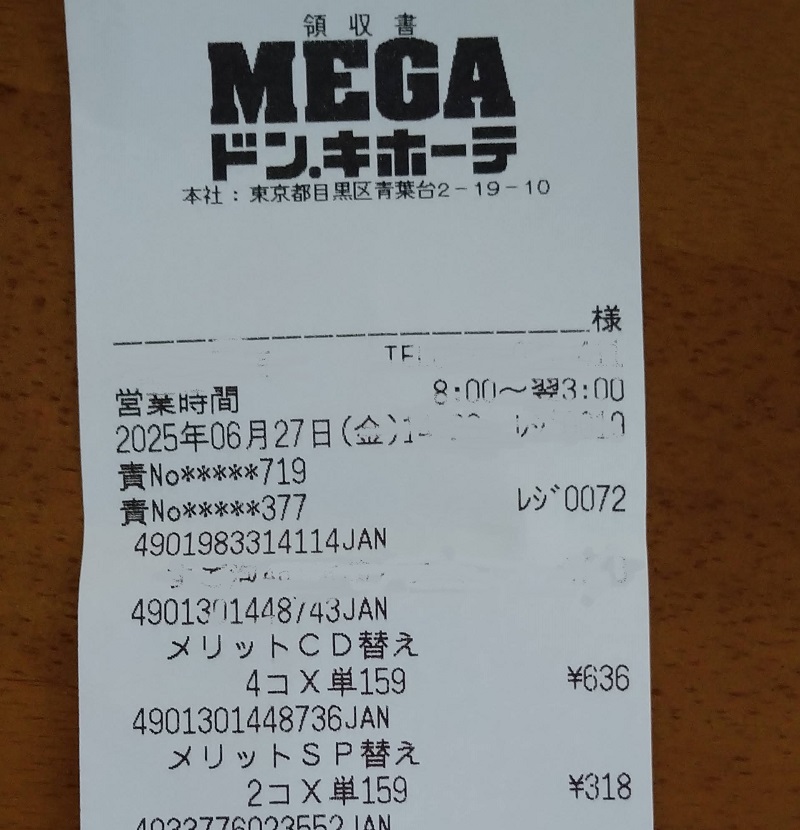 領収書
MEGA
ドン.キホーテ
本社：東京都目黒区青葉台2－19－10
様
営業時間 8:00～翌3:00
2025年06月27日(金)
責No*****719
責No*****377 ﾚｼﾞ0072
4901983314114JAN
4901301448743JAN
メリットＣＤ替え
4コＸ単159 ¥636
4901301448736JAN
メリットＳＰ替え
2コＸ単159 ¥318
4933776023552JAN